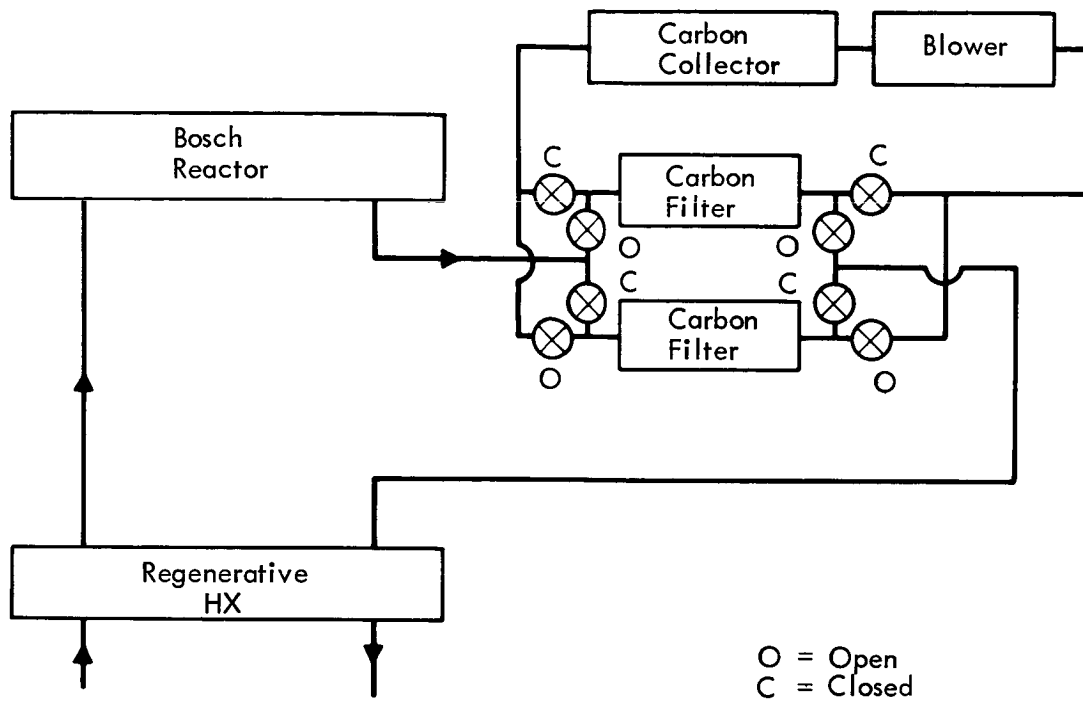 Carbon
Collector
Blower
Bosch
Reactor
C
C
Carbon
Filter
O
O
C
C
Carbon
Filter
O
O
Regenerative
HX
O = Open
C = Closed